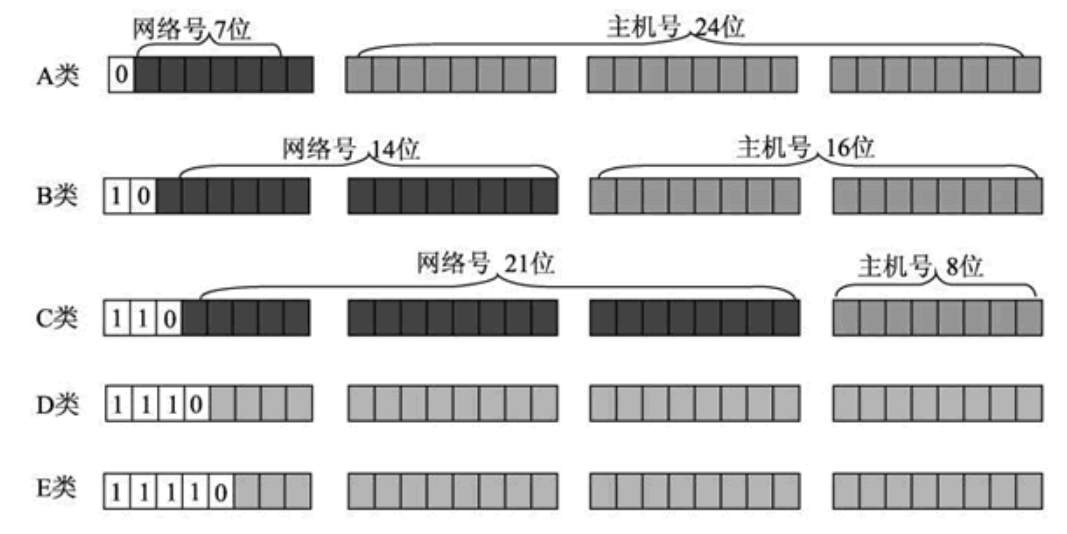 网络号 7位 主机号 24位
A类 0
网络号 14位 主机号 16位
B类 1 0
网络号 21位 主机号 8位
C类 1 1 0
D类 1 1 1 0
E类 1 1 1 1 0